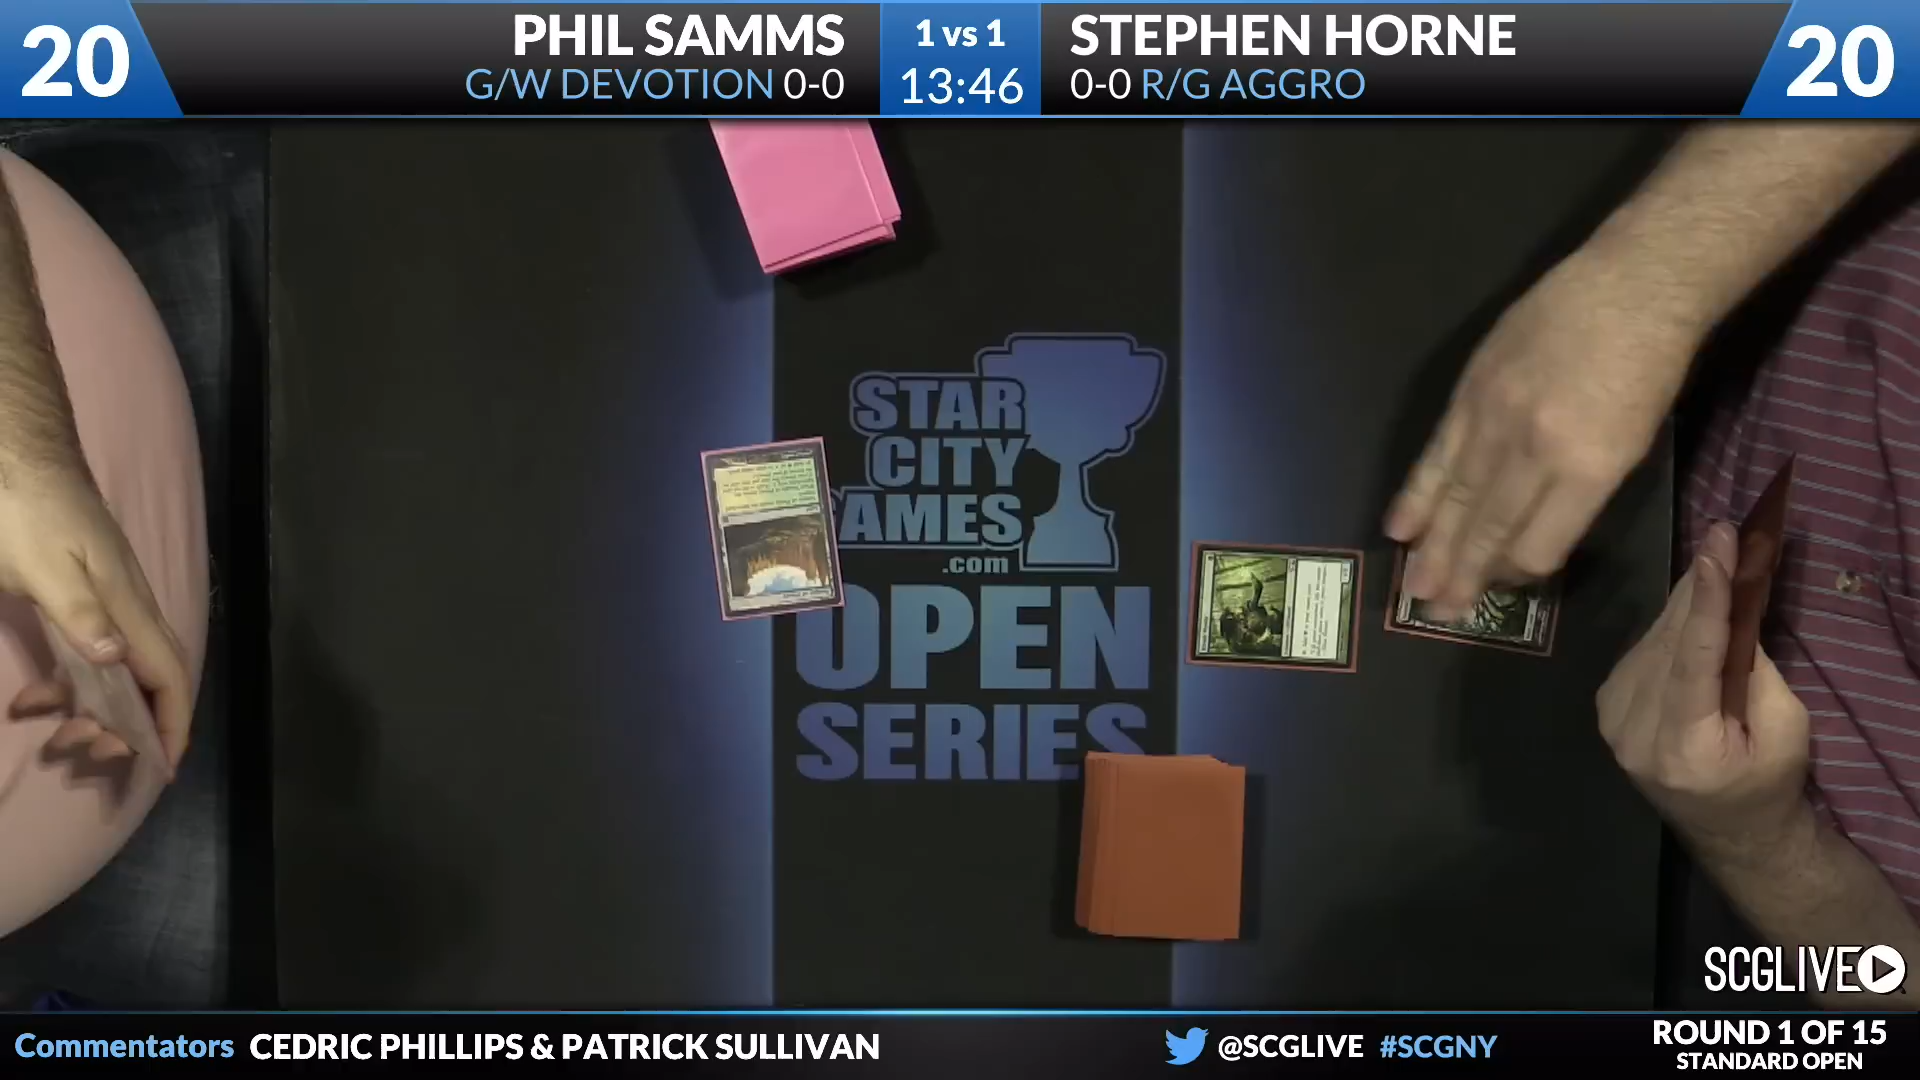 20
PHIL SAMMS
G/W DEVOTION 0-0
1 vs 1
13:46
STEPHEN HORNE
0-0 R/G AGGRO
20
STAR
CITY
GAMES
.com
OPEN
SERIES
SCGLIVE
Commentators CEDRIC PHILLIPS & PATRICK SULLIVAN
@SCGLIVE #SCGNY
ROUND 1 OF 15
STANDARD OPEN